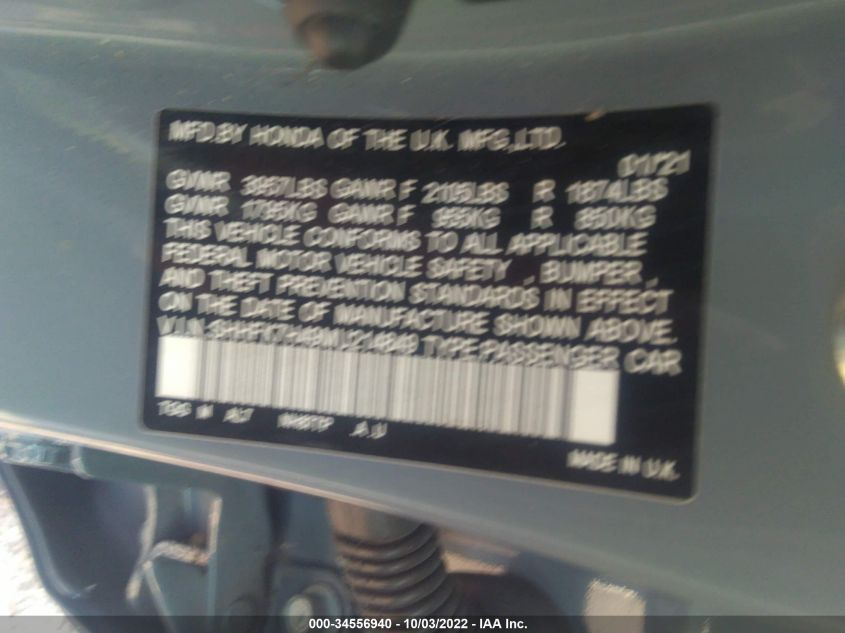 MFD.BY HONDA OF THE U.K. MFG.,LTD.
01/21
GVWR 3967LBS GAWR F 2105LBS R 1874LBS
GVWR 1799KG GAWR F 955KG R 850KG
THIS VEHICLE CONFORMS TO ALL APPLICABLE
FEDERAL MOTOR VEHICLE SAFETY , BUMPER ,
AND THEFT PREVENTION STANDARDS IN EFFECT
ON THE DATE OF MANUFACTURE SHOWN ABOVE.
V.I.N: TYPE:PASSENGER CAR
MADE IN U.K.
000-34556940 - 10/03/2022 - IAA Inc.